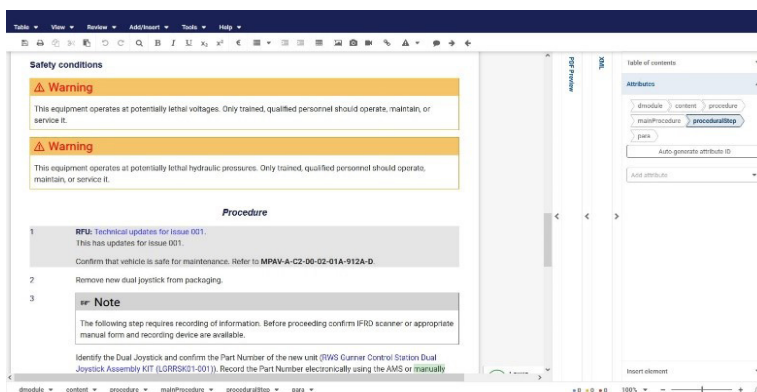 Table View Review Add/Insert Tools Help
B I U X₂ X² €
Safety conditions
Warning
This equipment operates at potentially lethal voltages. Only trained, qualified personnel should operate, maintain, or
service it.
Warning
This equipment operates at potentially lethal hydraulic pressures. Only trained, qualified personnel should operate,
maintain, or service it.
Procedure
1 RFU: Technical updates for issue 001.
This has updates for issue 001.
Confirm that vehicle is safe for maintenance. Refer to MPAV-A-C2-00-02-01A-912A-D.
2 Remove new dual joystick from packaging.
3 Note
The following step requires recording of information. Before proceeding confirm IFRD scanner or appropriate
manual form and recording device are available.
Identify the Dual Joystick and confirm the Part Number of the new unit (RWS Gunner Control Station Dual
Joystick Assembly KIT (LGRRSK01-001)). Record the Part Number electronically using the AMS or manually
PDF Preview
XML
Table of contents
Attributes
dmodule content procedure
mainProcedure proceduralStep
para
Auto-generate attribute ID
Add attribute
Insert element
dmodule content procedure mainProcedure proceduralStep para
0 0 0 100%